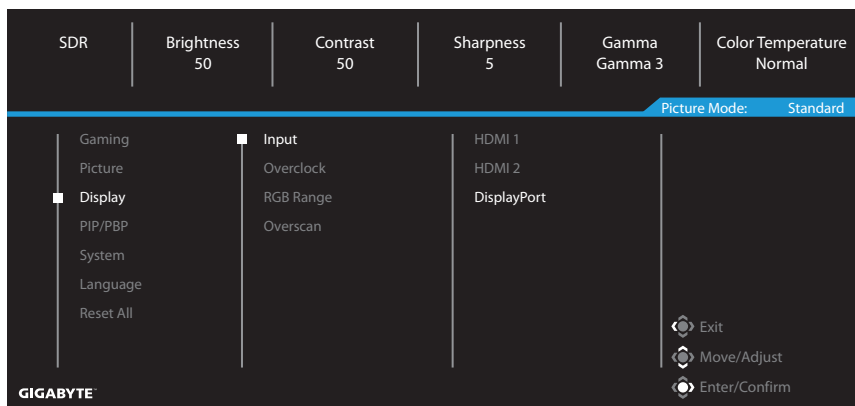 SDR
Brightness
50
Contrast
50
Sharpness
5
Gamma
Gamma 3
Color Temperature
Normal
Picture Mode: Standard
Gaming
Picture
Display
PIP/PBP
System
Language
Reset All
Input
Overclock
RGB Range
Overscan
HDMI 1
HDMI 2
DisplayPort
Exit
Move/Adjust
Enter/Confirm
GIGABYTE™